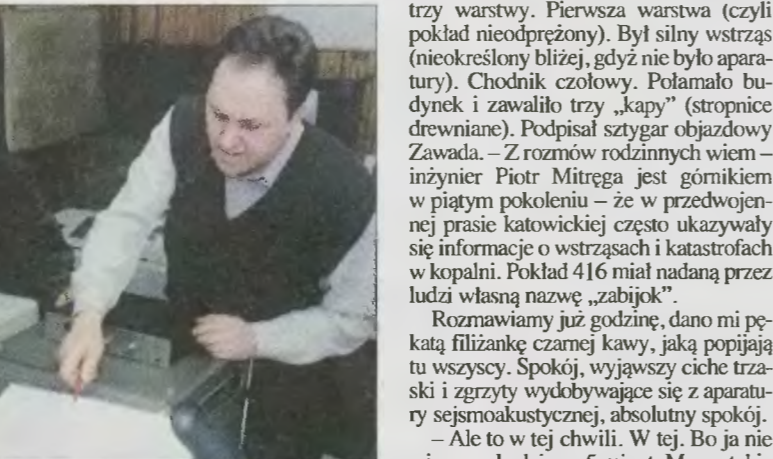 trzy warstwy. Pierwsza warstwa (czyli
pokład nieodprężony). Był silny wstrząs
(nieokreślony bliżej, gdyż nie było apara-
tury). Chodnik czołowy. Połamało bu-
dynek i zawaliło trzy „kapy” (stropnice
drewniane). Podpisał sztygar objazdowy
Zawada. – Z rozmów rodzinnych wiem –
inżynier Piotr Mitręga jest górnikiem
w piątym pokoleniu – że w przedwojen-
nej prasie katowickiej często ukazywały
się informacje o wstrząsach i katastrofach
w kopalni. Pokład 416 miał nadaną przez
ludzi własną nazwę „zabijok”.
Rozmawiamy już godzinę, dano mi pę-
katą filiżankę czarnej kawy, jaką popijają
tu wszyscy. Spokój, wyjąwszy ciche trza-
ski i zgrzyty wydobywające się z aparatu-
ry sejsmoakustycznej, absolutny spokój.
– Ale to w tej chwili. W tej. Bo ja nie